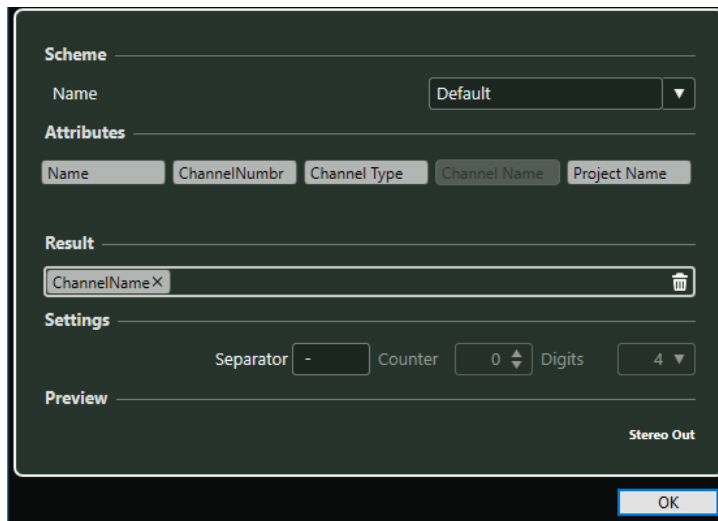 Scheme
Name Default
Attributes
Name ChannelNumbr Channel Type Channel Name Project Name
Result
ChannelName×
Settings
Separator - Counter 0 Digits 4
Preview
Stereo Out
OK